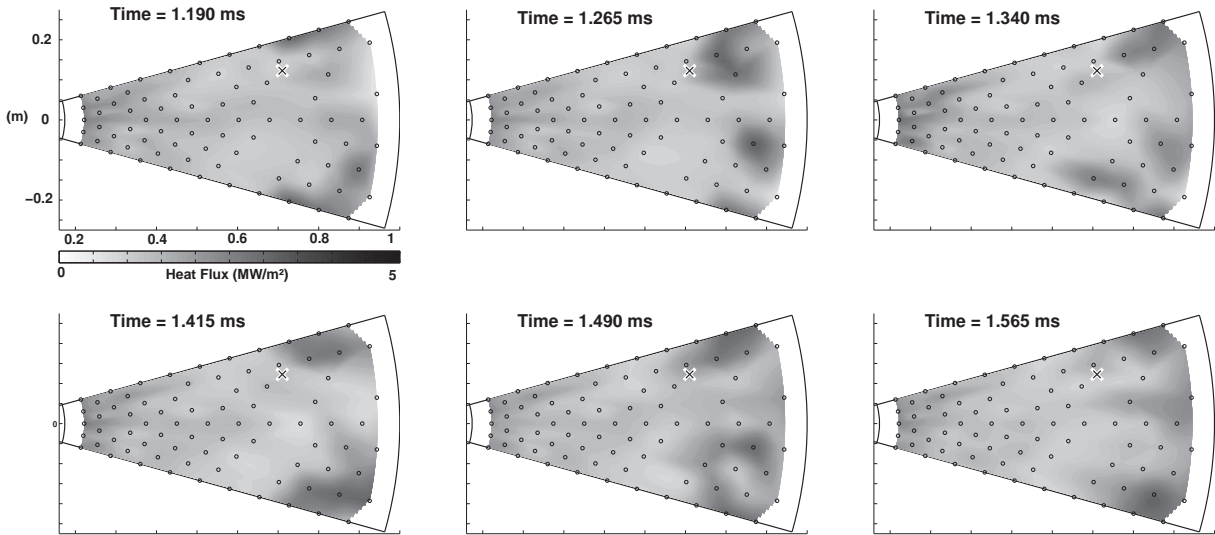 Time = 1.190 ms
Time = 1.265 ms
Time = 1.340 ms
0.2
(m)
0
−0.2
0.2 0.4 0.6 0.8 1
0 5
Heat Flux (MW/m²)
Time = 1.415 ms
Time = 1.490 ms
Time = 1.565 ms
0